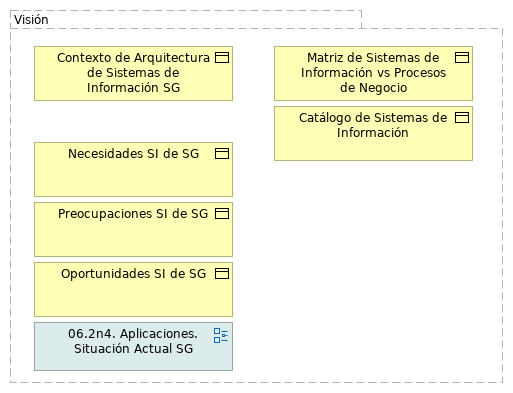 Visión
Contexto de Arquitectura
de Sistemas de
Información SG
Matriz de Sistemas de
Información vs Procesos
de Negocio
Catálogo de Sistemas de
Información
Necesidades SI de SG
Preocupaciones SI de SG
Oportunidades SI de SG
06.2n4. Aplicaciones.
Situación Actual SG